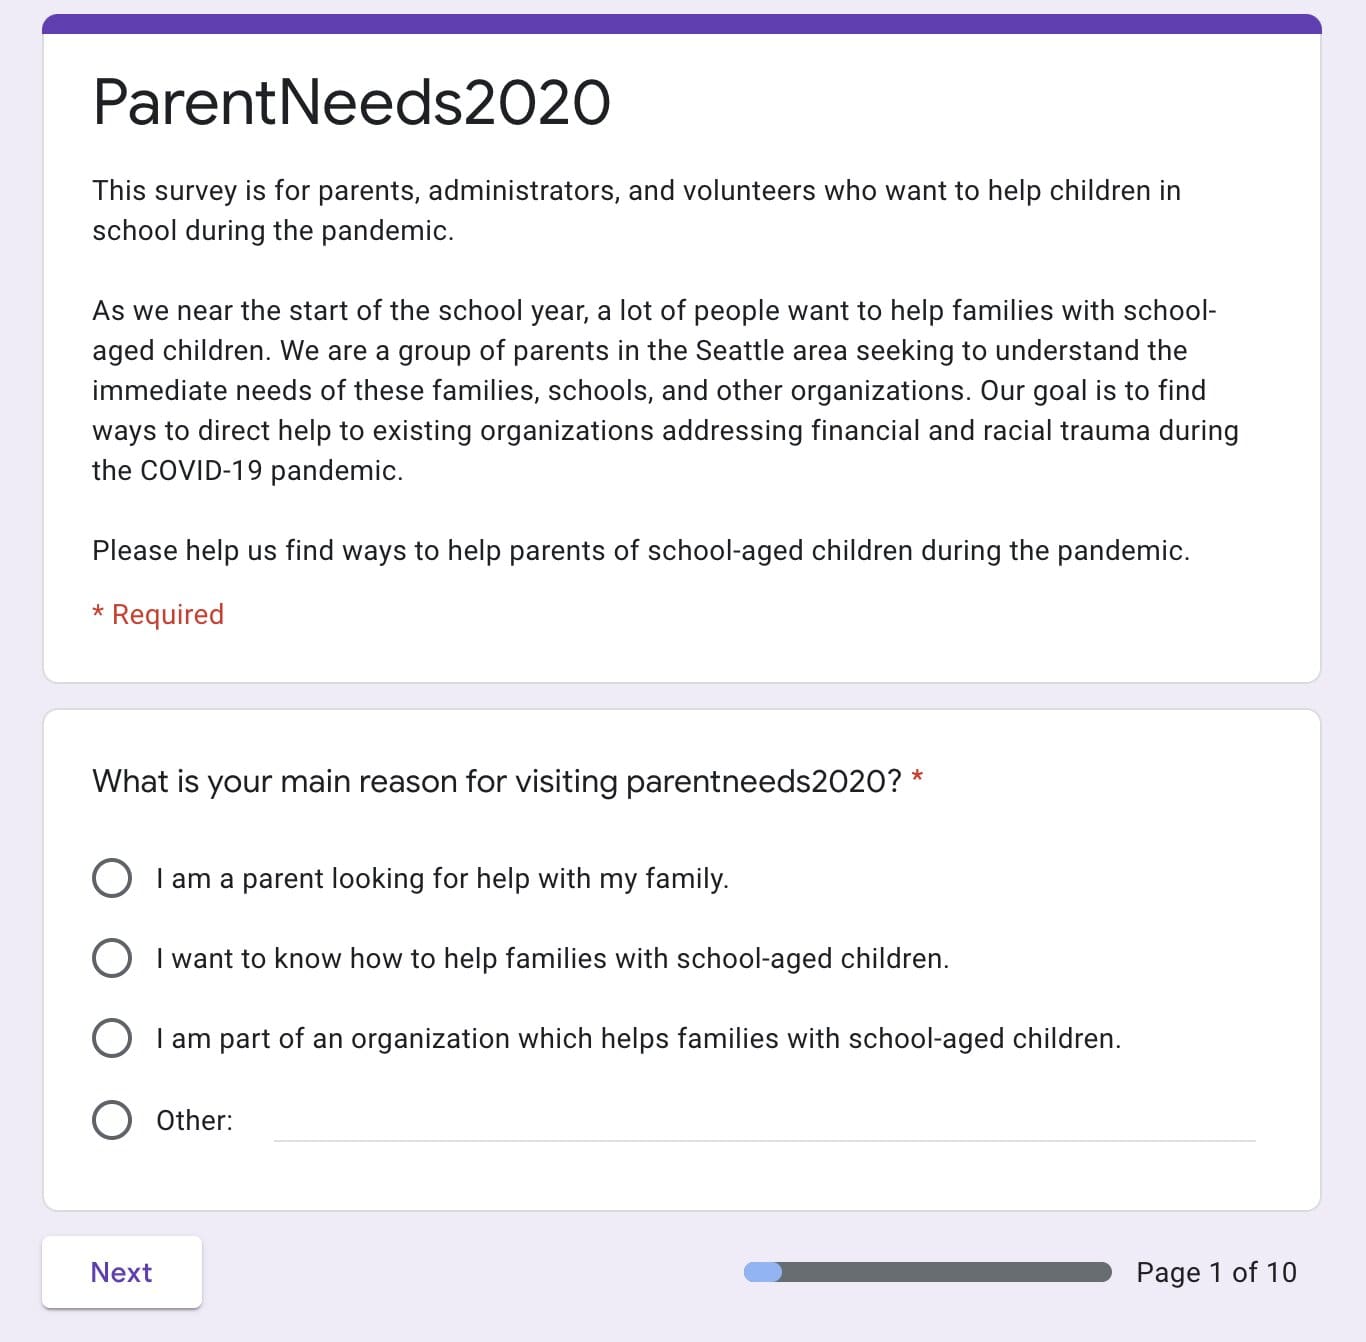 ParentNeeds2020
This survey is for parents, administrators, and volunteers who want to help children in
school during the pandemic.
As we near the start of the school year, a lot of people want to help families with school-
aged children. We are a group of parents in the Seattle area seeking to understand the
immediate needs of these families, schools, and other organizations. Our goal is to find
ways to direct help to existing organizations addressing financial and racial trauma during
the COVID-19 pandemic.
Please help us find ways to help parents of school-aged children during the pandemic.
* Required
What is your main reason for visiting parentneeds2020? *
I am a parent looking for help with my family.
I want to know how to help families with school-aged children.
I am part of an organization which helps families with school-aged children.
Other:
Next
Page 1 of 10